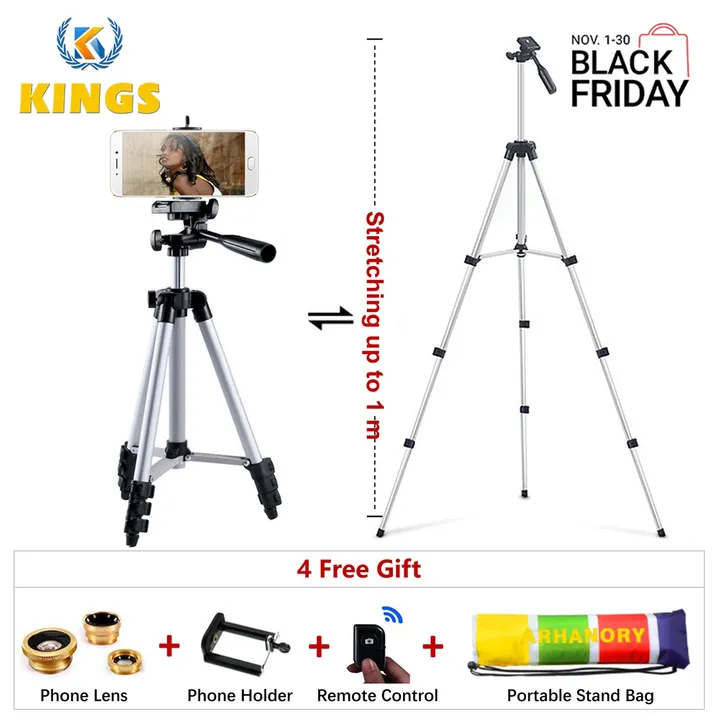 KINGS
NOV. 1-30
BLACK
FRIDAY
Stretching up to 1 m
4 Free Gift
ARHANORY
Phone Lens
Phone Holder
Remote Control
Portable Stand Bag